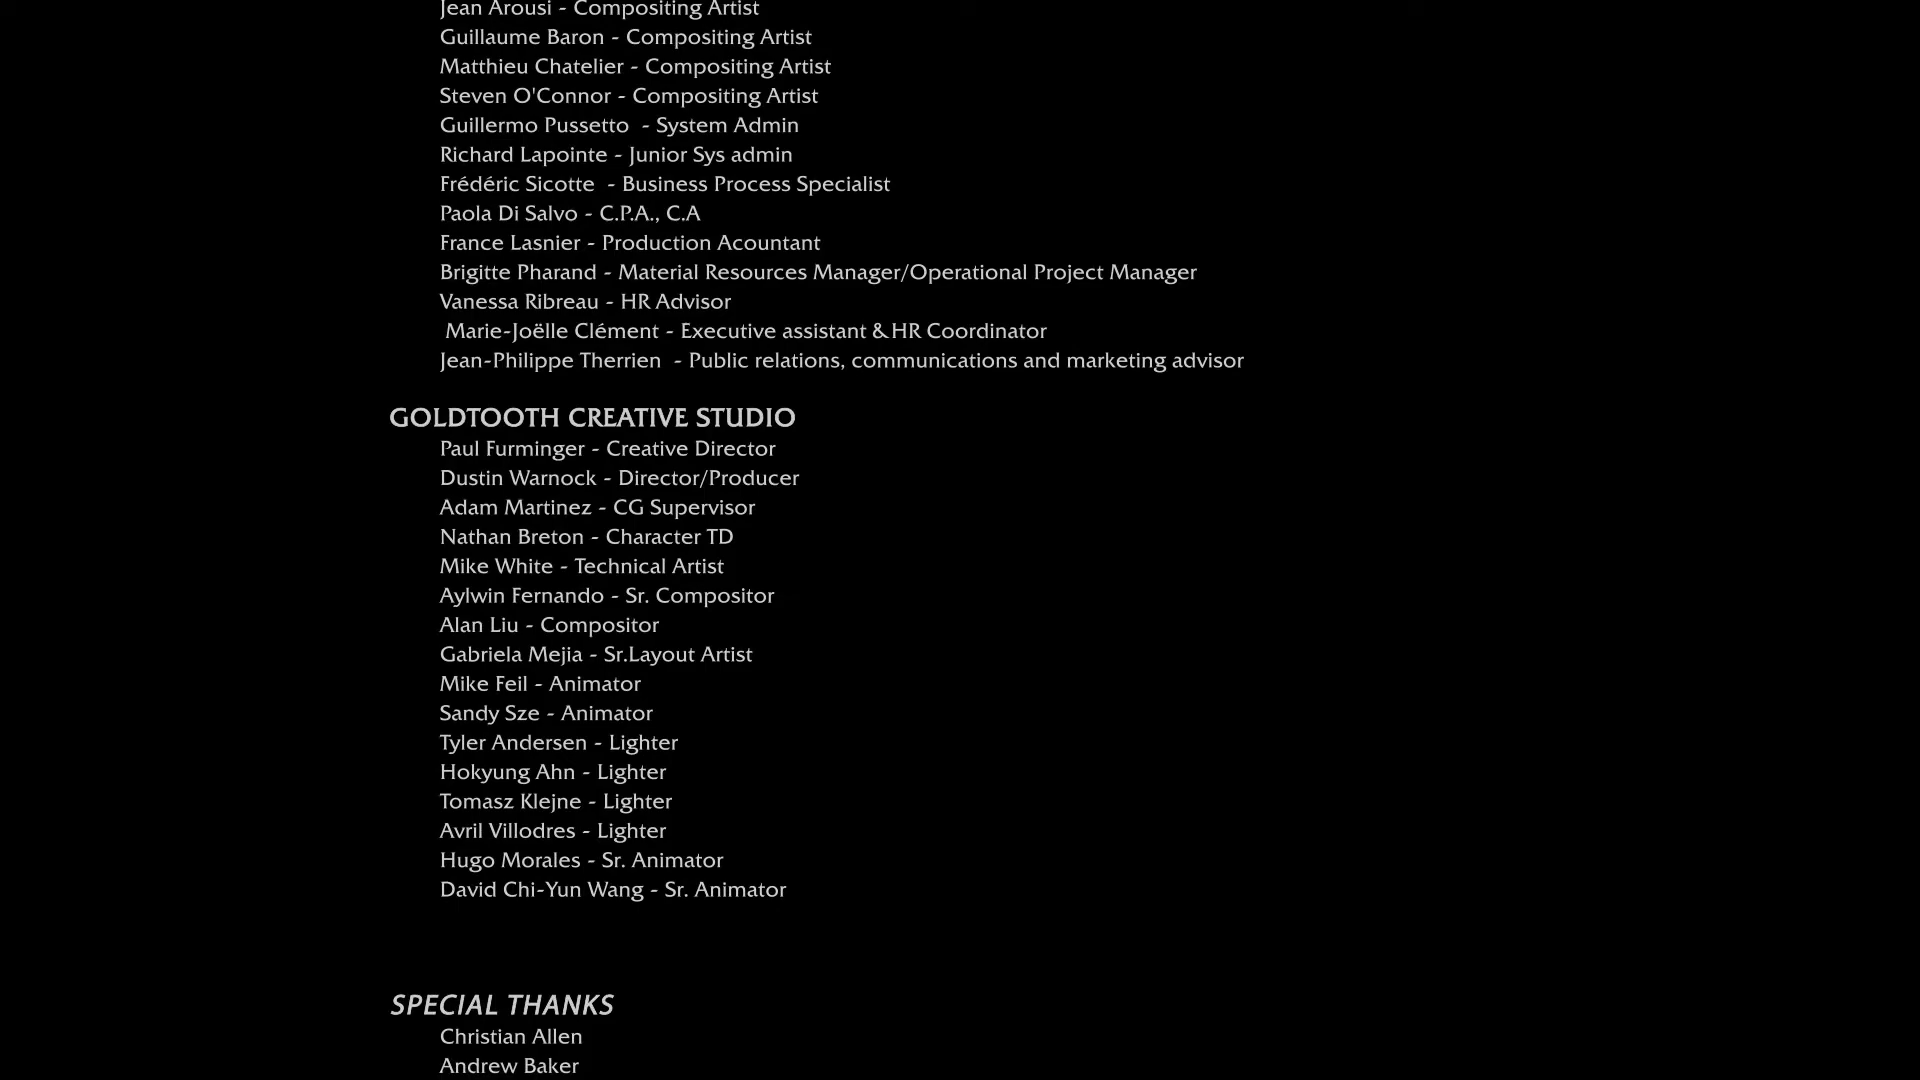 Jean Arousi - Compositing Artist
Guillaume Baron - Compositing Artist
Matthieu Chatelier - Compositing Artist
Steven O'Connor - Compositing Artist
Guillermo Pussetto  - System Admin
Richard Lapointe - Junior Sys admin
Frédéric Sicotte  - Business Process Specialist
Paola Di Salvo - C.P.A., C.A
France Lasnier - Production Acountant
Brigitte Pharand - Material Resources Manager/Operational Project Manager
Vanessa Ribreau - HR Advisor
Marie-Joëlle Clément - Executive assistant & HR Coordinator
Jean-Philippe Therrien  - Public relations, communications and marketing advisor
GOLDTOOTH CREATIVE STUDIO
Paul Furminger - Creative Director
Dustin Warnock - Director/Producer
Adam Martinez - CG Supervisor
Nathan Breton - Character TD
Mike White - Technical Artist
Aylwin Fernando - Sr. Compositor
Alan Liu - Compositor
Gabriela Mejia - Sr.Layout Artist
Mike Feil - Animator
Sandy Sze - Animator
Tyler Andersen - Lighter
Hokyung Ahn - Lighter
Tomasz Klejne - Lighter
Avril Villodres - Lighter
Hugo Morales - Sr. Animator
David Chi-Yun Wang - Sr. Animator
SPECIAL THANKS
Christian Allen
Andrew Baker